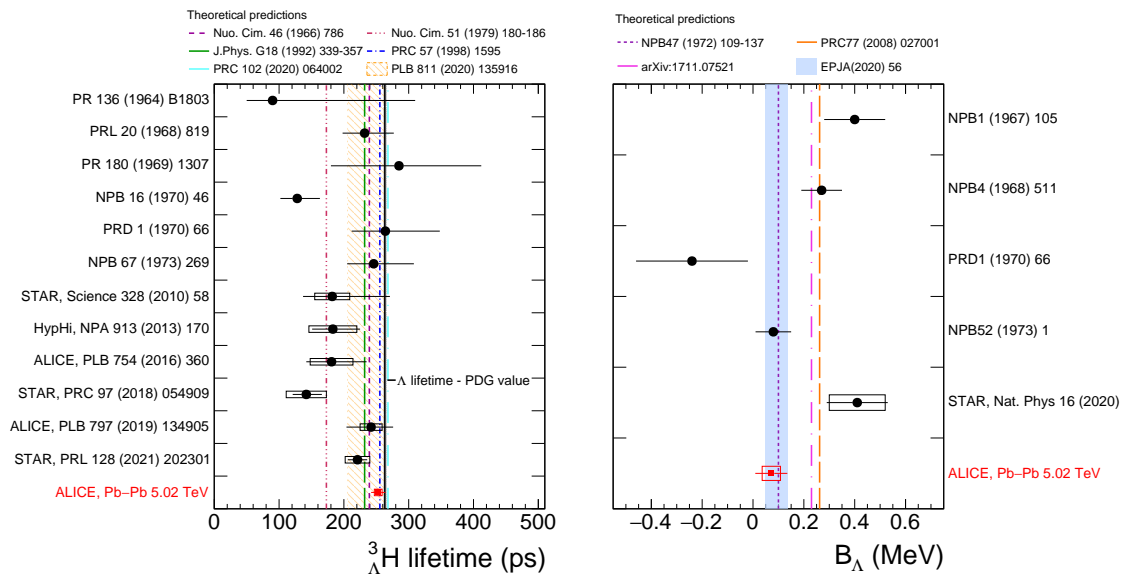 Theoretical predictions
Nuo. Cim. 46 (1966) 786
Nuo. Cim. 51 (1979) 180-186
J.Phys. G18 (1992) 339-357
PRC 57 (1998) 1595
PRC 102 (2020) 064002
PLB 811 (2020) 135916
PR 136 (1964) B1803
PRL 20 (1968) 819
PR 180 (1969) 1307
NPB 16 (1970) 46
PRD 1 (1970) 66
NPB 67 (1973) 269
STAR, Science 328 (2010) 58
HypHi, NPA 913 (2013) 170
ALICE, PLB 754 (2016) 360
Λ lifetime - PDG value
STAR, PRC 97 (2018) 054909
ALICE, PLB 797 (2019) 134905
STAR, PRL 128 (2021) 202301
ALICE, Pb−Pb 5.02 TeV
0 100 200 300 400 500
³ΛH lifetime (ps)
Theoretical predictions
NPB47 (1972) 109-137
PRC77 (2008) 027001
arXiv:1711.07521
EPJA(2020) 56
NPB1 (1967) 105
NPB4 (1968) 511
PRD1 (1970) 66
NPB52 (1973) 1
STAR, Nat. Phys 16 (2020)
ALICE, Pb−Pb 5.02 TeV
−0.4 −0.2 0 0.2 0.4 0.6
BΛ (MeV)